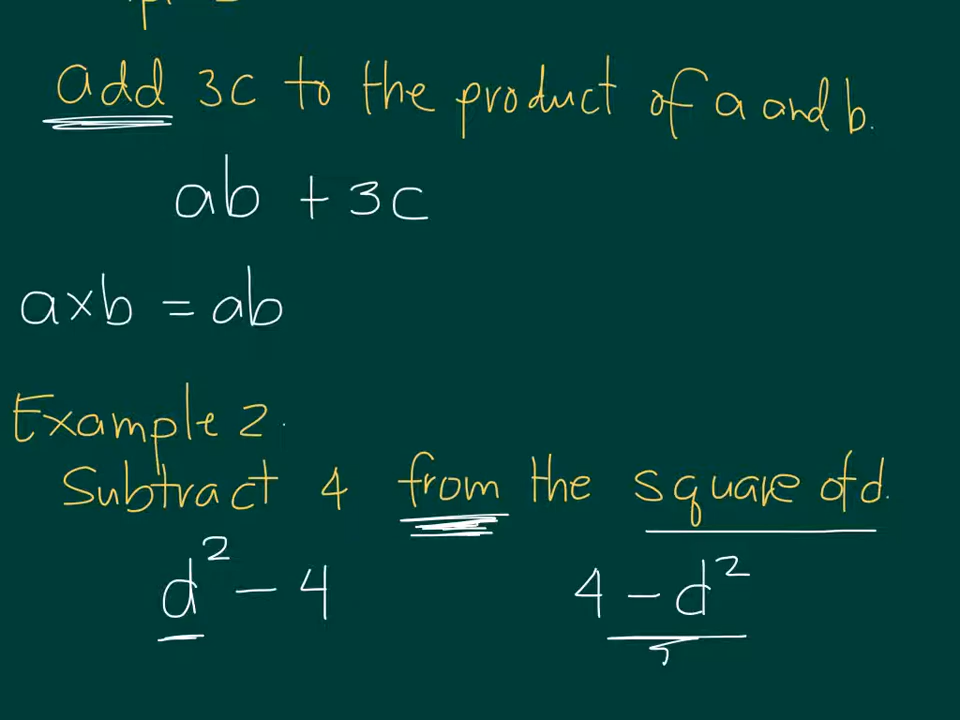 add 3c to the product of a and b.
ab + 3c
a×b = ab
Example 2.
Subtract 4 from the square of d.
d² − 4 4 − d²